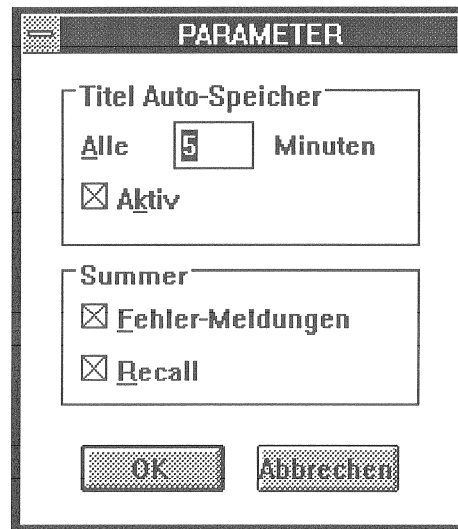 PARAMETER
Titel Auto-Speicher
Alle 5 Minuten
Aktiv
Summer
Fehler-Meldungen
Recall
OK Abbrechen